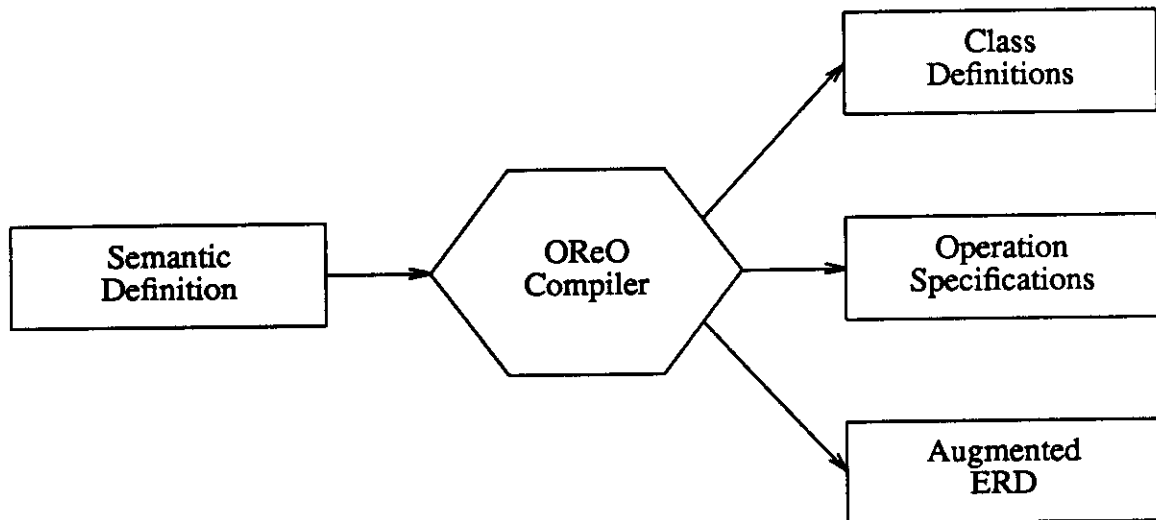 Class
Definitions
Semantic
Definition
OReO
Compiler
Operation
Specifications
Augmented
ERD